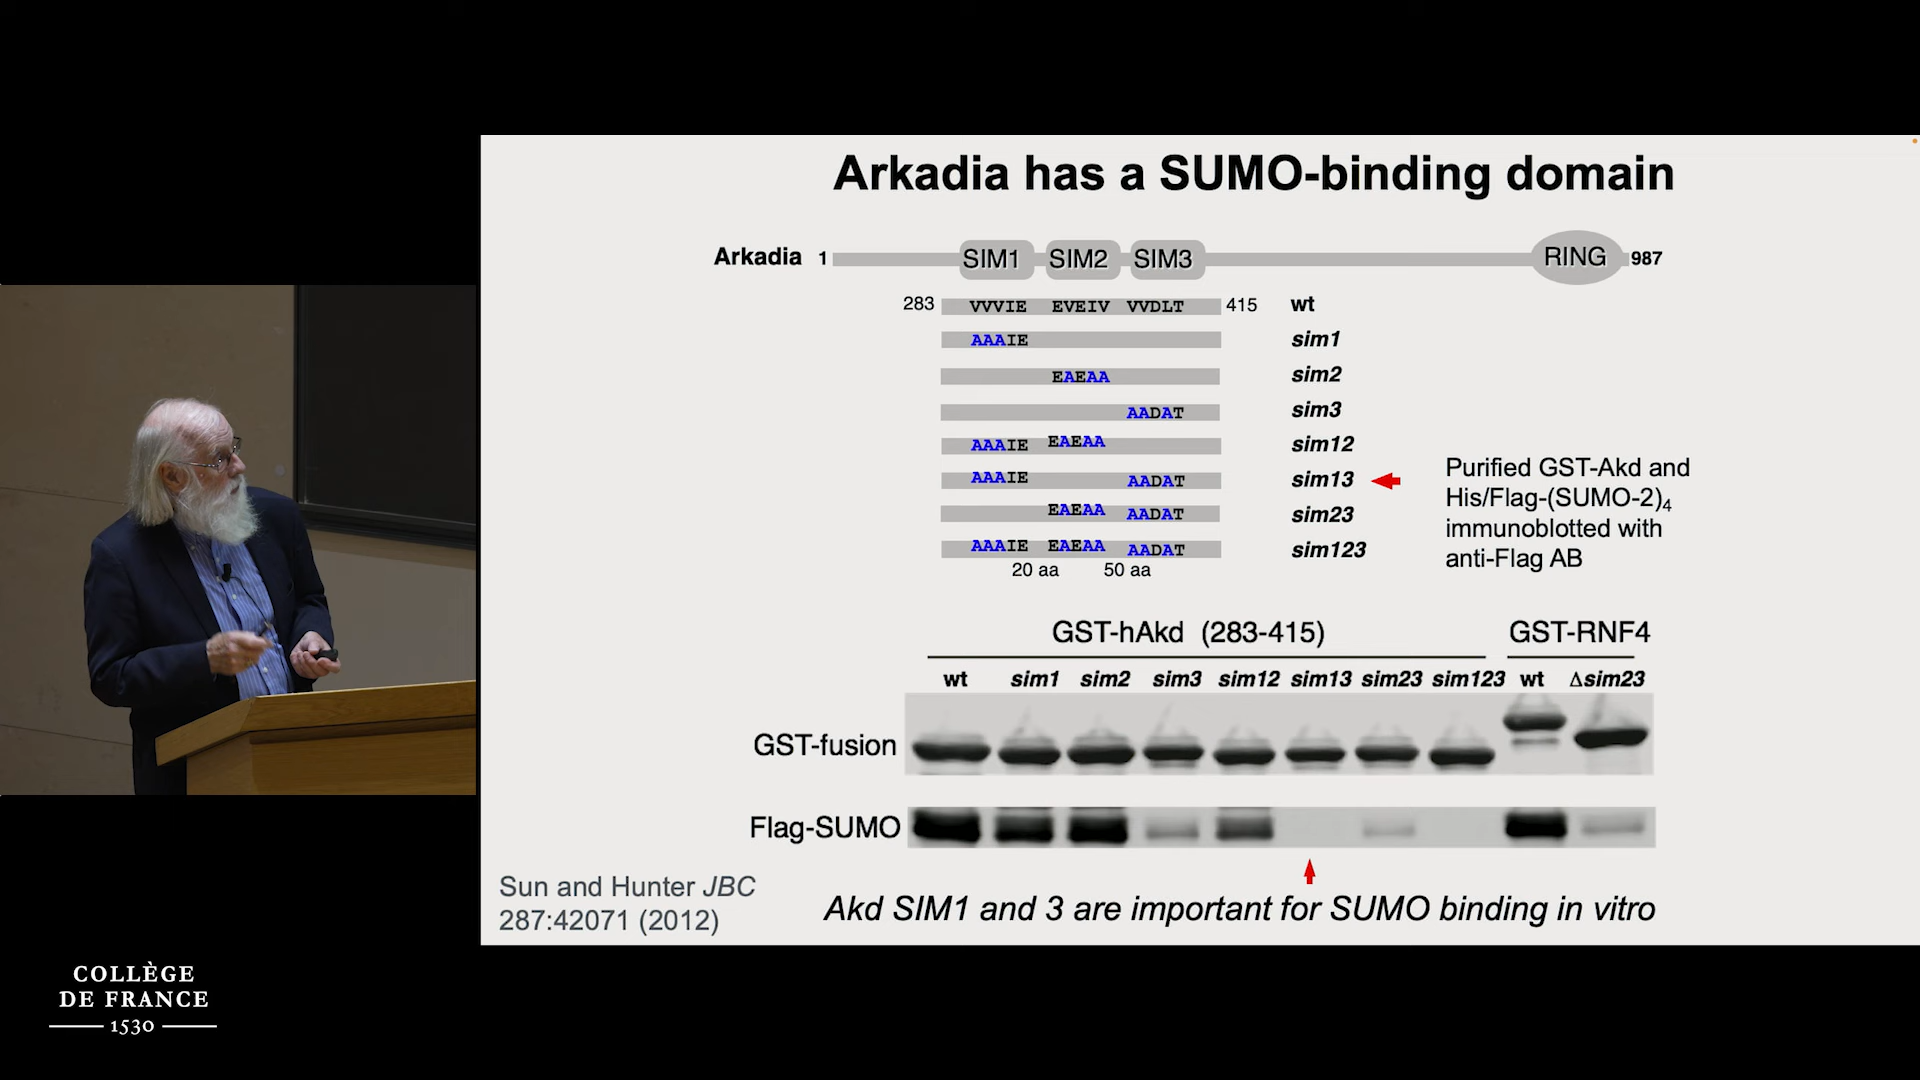 Arkadia has a SUMO-binding domain
Arkadia 1 SIM1 SIM2 SIM3 RING 987
283 VVVIE EVEIV VVDLT 415 wt
AAAIE sim1
EAEAA sim2
AADAT sim3
AAAIE EAEAA sim12
AAAIE AADAT sim13
EAEAA AADAT sim23
AAAIE EAEAA AADAT sim123
20 aa 50 aa
Purified GST-Akd and
His/Flag-(SUMO-2)4
immunoblotted with
anti-Flag AB
GST-hAkd (283-415) GST-RNF4
wt sim1 sim2 sim3 sim12 sim13 sim23 sim123 wt Δsim23
GST-fusion
Flag-SUMO
Sun and Hunter JBC
287:42071 (2012)
Akd SIM1 and 3 are important for SUMO binding in vitro
COLLÈGE
DE FRANCE
1530